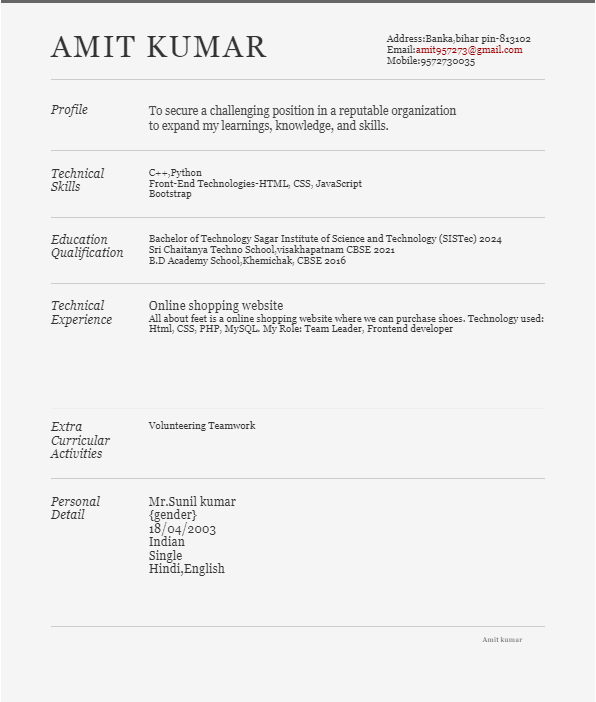 AMIT KUMAR
Address:Banka,bihar pin-813102
Email:amit957273@gmail.com
Mobile:9572730035
Profile
To secure a challenging position in a reputable organization
to expand my learnings, knowledge, and skills.
Technical
Skills
C++,Python
Front-End Technologies-HTML, CSS, JavaScript
Bootstrap
Education
Qualification
Bachelor of Technology Sagar Institute of Science and Technology (SISTec) 2024
Sri Chaitanya Techno School,visakhapatnam CBSE 2021
B.D Academy School,Khemichak, CBSE 2016
Technical
Experience
Online shopping website
All about feet is a online shopping website where we can purchase shoes. Technology used:
Html, CSS, PHP, MySQL. My Role: Team Leader, Frontend developer
Extra
Curricular
Activities
Volunteering Teamwork
Personal
Detail
Mr.Sunil kumar
{gender}
18/04/2003
Indian
Single
Hindi,English
Amit kumar